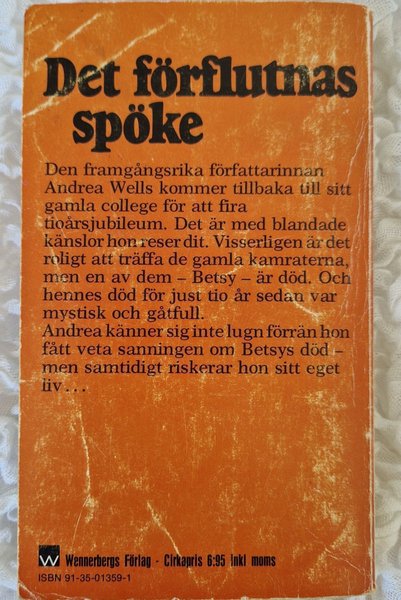 Det förflutnas
spöke
Den framgångsrika författarinnan
Andrea Wells kommer tillbaka till sitt
gamla college för att fira
tioårsjubileum. Det är med blandade
känslor hon reser dit. Visserligen är det
roligt att träffa de gamla kamraterna,
men en av dem – Betsy – är död. Och
hennes död för just tio år sedan var
mystisk och gåtfull.
Andrea känner sig inte lugn förrän hon
fått veta sanningen om Betsys död –
men samtidigt riskerar hon sitt eget
liv . . .
W Wennerbergs Förlag · Cirkapris 6:95 inkl moms
ISBN 91-35-01359-1